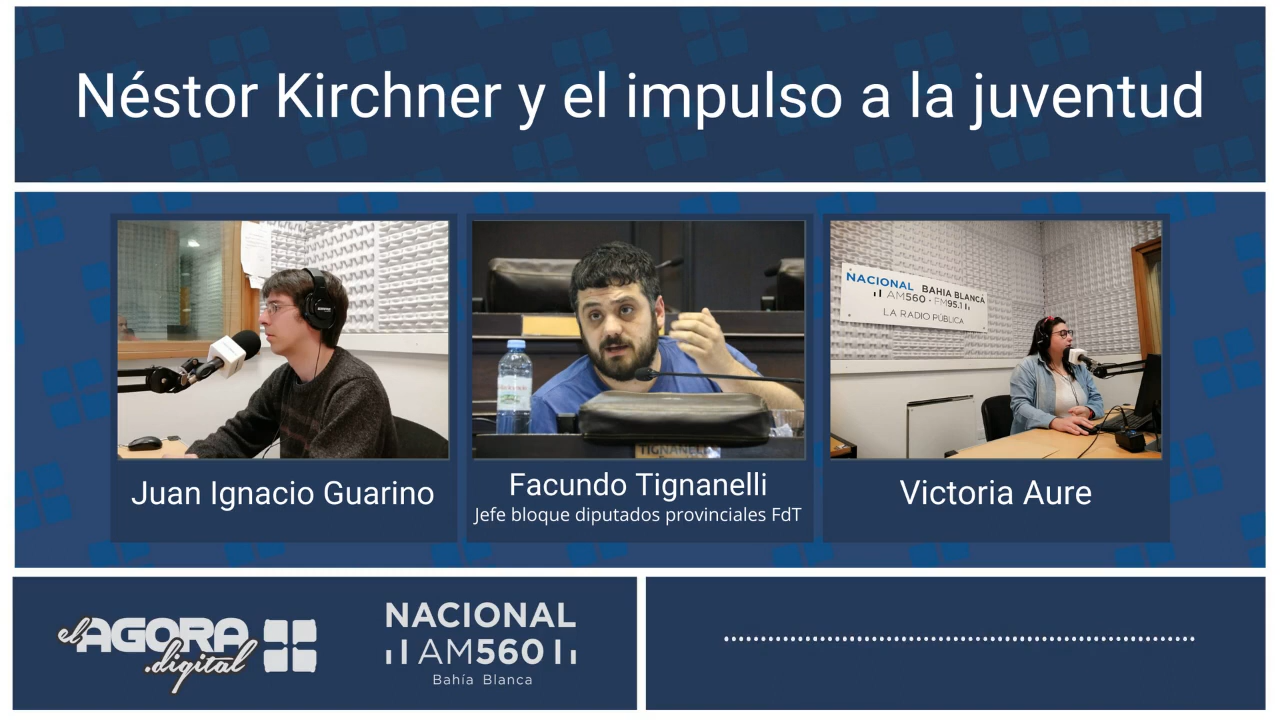 Néstor Kirchner y el impulso a la juventud
NACIONAL BAHIA BLANCA
AM560 · FM95.1
LA RADIO PÚBLICA
TIGNANELLI
Juan Ignacio Guarino
Facundo Tignanelli
Jefe bloque diputados provinciales FdT
Victoria Aure
el AGORA
.digital
NACIONAL
AM560
Bahía Blanca